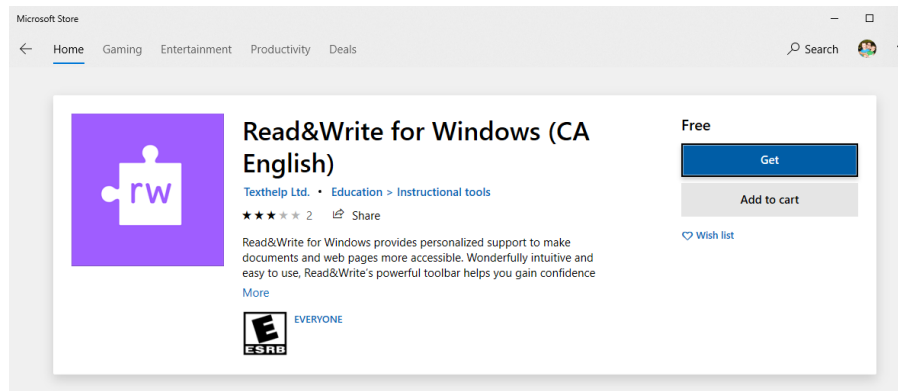 Microsoft Store
Home Gaming Entertainment Productivity Deals Search
rw
Read&Write for Windows (CA
English)
Texthelp Ltd. • Education > Instructional tools
2 Share
Read&Write for Windows provides personalized support to make
documents and web pages more accessible. Wonderfully intuitive and
easy to use, Read&Write's powerful toolbar helps you gain confidence
More
E
ESRB
EVERYONE
Free
Get
Add to cart
Wish list